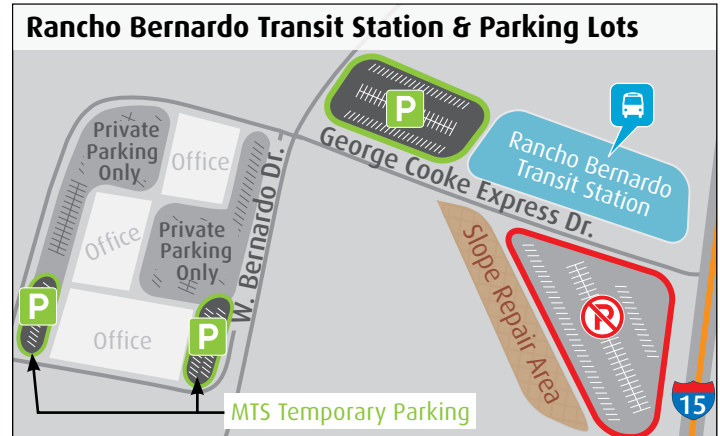 Rancho Bernardo Transit Station & Parking Lots
Private
Parking
Only
Office
W. Bernardo Dr.
P
George Cooke Express Dr.
Rancho Bernardo
Transit Station
Office
Private
Parking
Only
Slope Repair Area
P
P
Office
P
P
15
MTS Temporary Parking